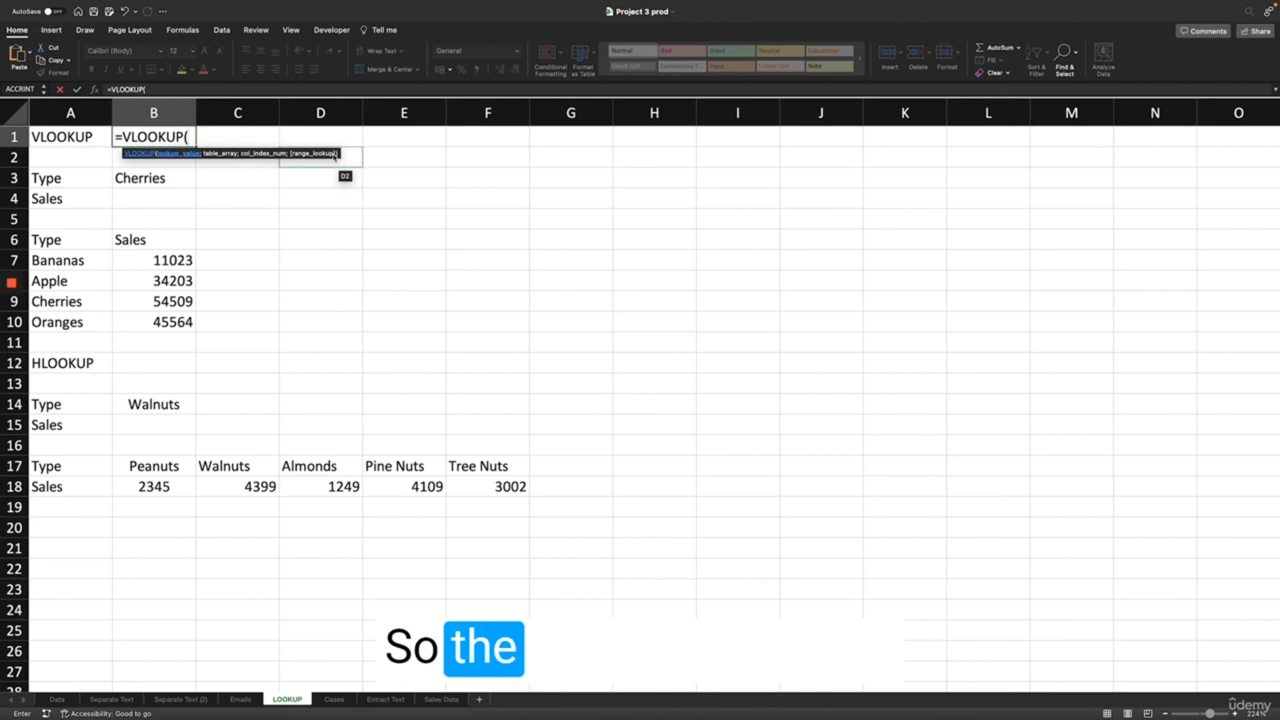 AutoSave OFF
Project 3 prod
Home Insert Draw Page Layout Formulas Data Review View Developer Tell me
Comments Share
Paste Cut Copy Format
Calibri (Body) 12
Wrap Text
Merge & Center
General
Conditional Formatting
Format as Table
Normal Bad Good Neutral Calculation
Check Cell Explanatory T... Input Linked Cell Note
Insert Delete Format
AutoSum
Fill
Clear
Sort & Filter
Find & Select
Analyze Data
ACCRINT fx =VLOOKUP(
A B C D E F G H I J K L M N O
1 VLOOKUP =VLOOKUP(
2 VLOOKUP(lookup_value; table_array; col_index_num; [range_lookup])
3 Type Cherries
D2
4 Sales
5
6 Type Sales
7 Bananas 11023
Apple 34203
9 Cherries 54509
10 Oranges 45564
11
12 HLOOKUP
13
14 Type Walnuts
15 Sales
16
17 Type Peanuts Walnuts Almonds Pine Nuts Tree Nuts
18 Sales 2345 4399 1249 4109 3002
19
20
21
22
23
24
25
26
27
28
So the
Data Separate Text Separate Text (2) Emails LOOKUP Cases Extract Text Sales Data +
Enter Accessibility: Good to go
224%
ûdemy